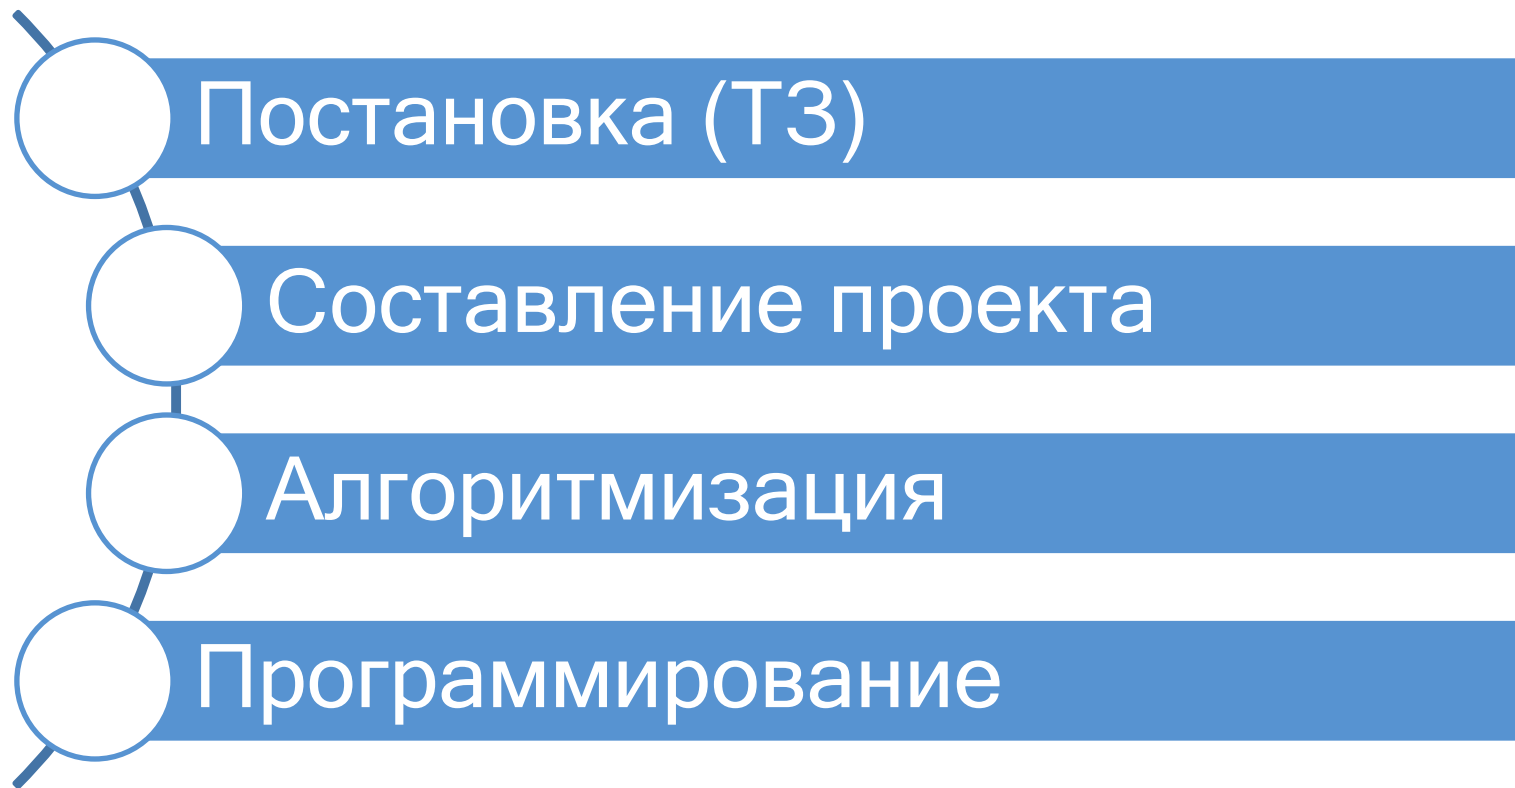 Постановка (ТЗ)
Составление проекта
Алгоритмизация
Программирование